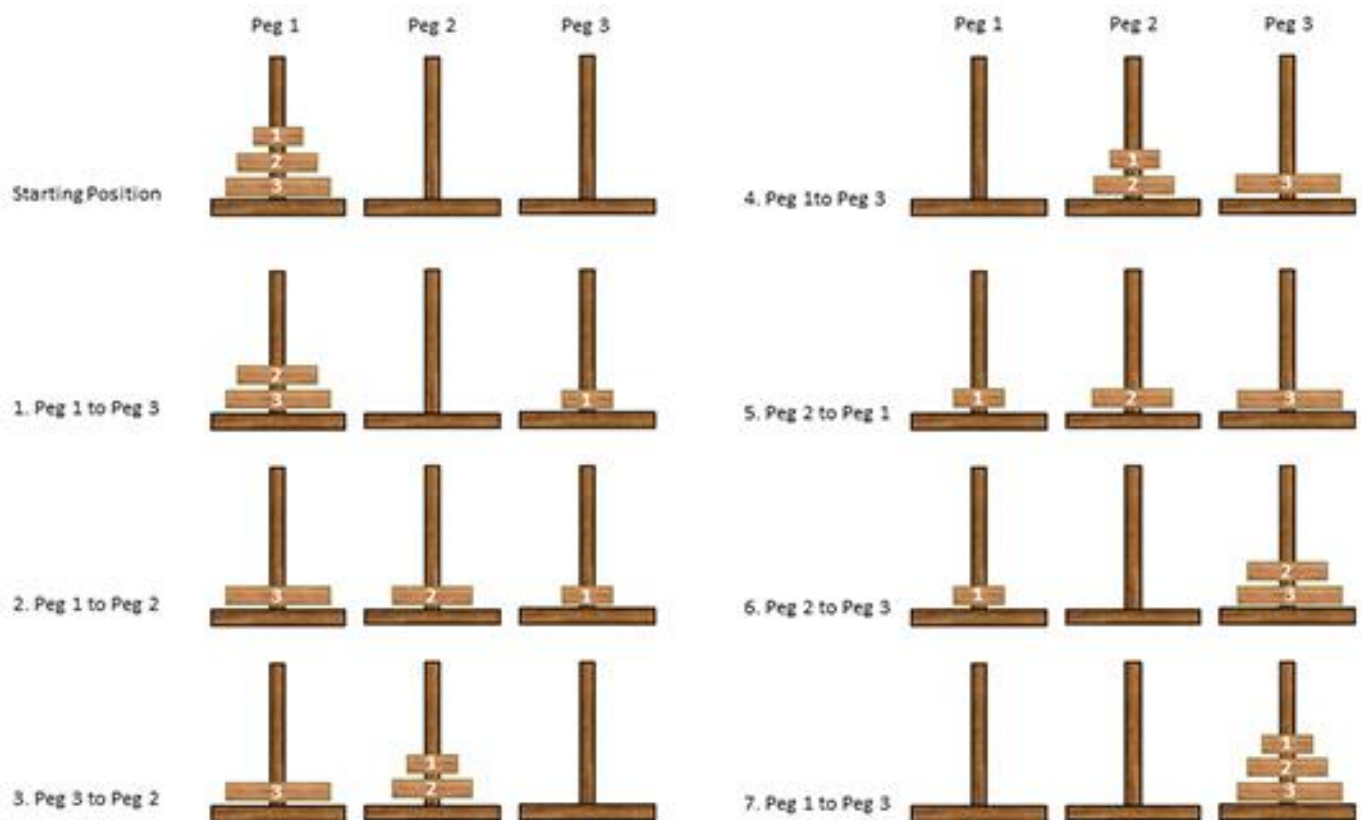 Peg 1 Peg 2 Peg 3
Starting Position
1
2
3
1. Peg 1 to Peg 3
2
3
1
2. Peg 1 to Peg 2
3
2
1
3. Peg 3 to Peg 2
3
1
2
Peg 1 Peg 2 Peg 3
4. Peg 1to Peg 3
1
2
3
5. Peg 2 to Peg 1
1
2
3
6. Peg 2 to Peg 3
1
2
3
7. Peg 1 to Peg 3
1
2
3